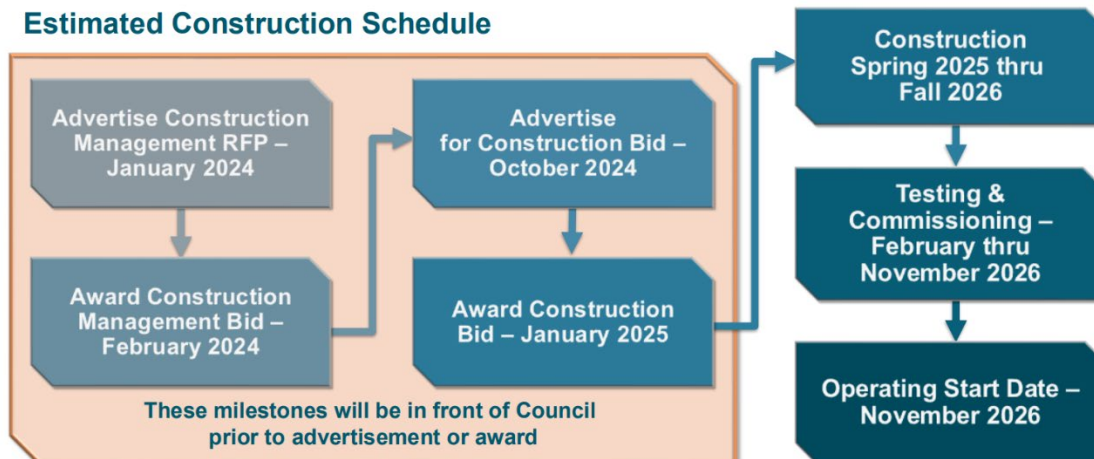 Estimated Construction Schedule
Advertise Construction
Management RFP –
January 2024
Award Construction
Management Bid –
February 2024
Advertise
for Construction Bid –
October 2024
Award Construction
Bid – January 2025
These milestones will be in front of Council
prior to advertisement or award
Construction
Spring 2025 thru
Fall 2026
Testing &
Commissioning –
February thru
November 2026
Operating Start Date –
November 2026